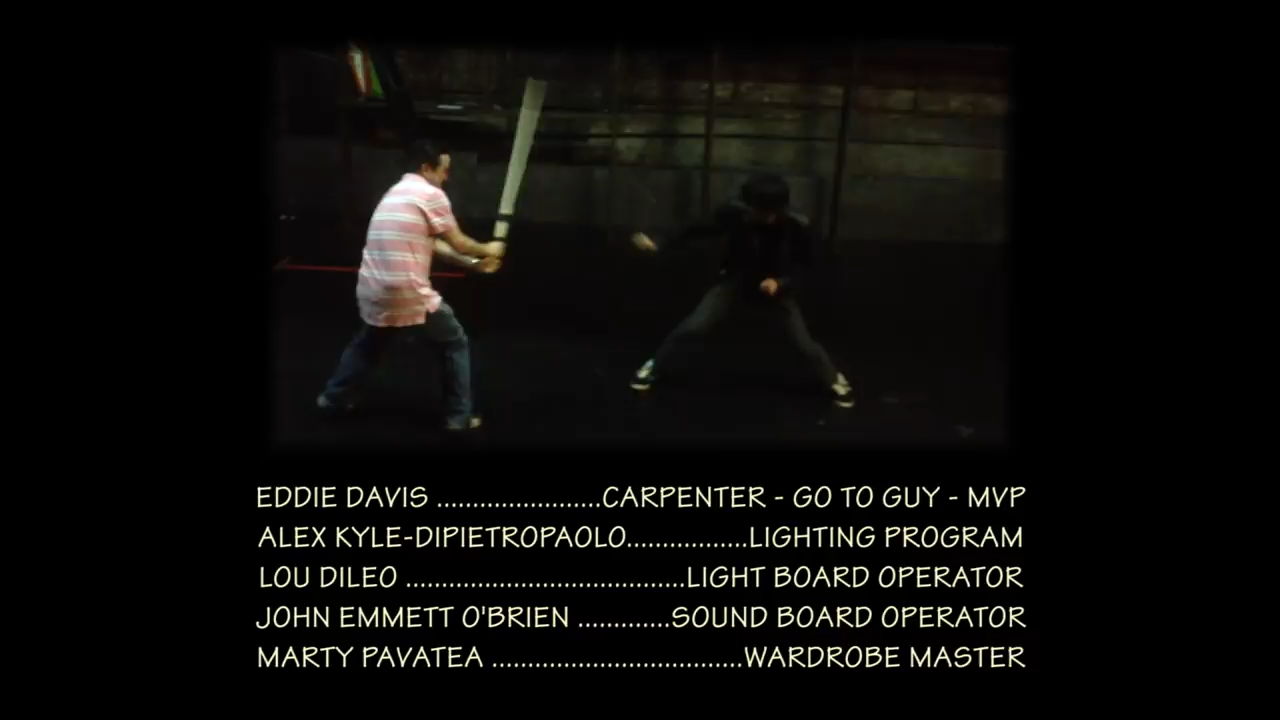 EDDIE DAVIS .......................CARPENTER - GO TO GUY - MVP
ALEX KYLE-DIPIETROPAOLO.................LIGHTING PROGRAM
LOU DILEO .......................................LIGHT BOARD OPERATOR
JOHN EMMETT O'BRIEN .............SOUND BOARD OPERATOR
MARTY PAVATEA ...................................WARDROBE MASTER